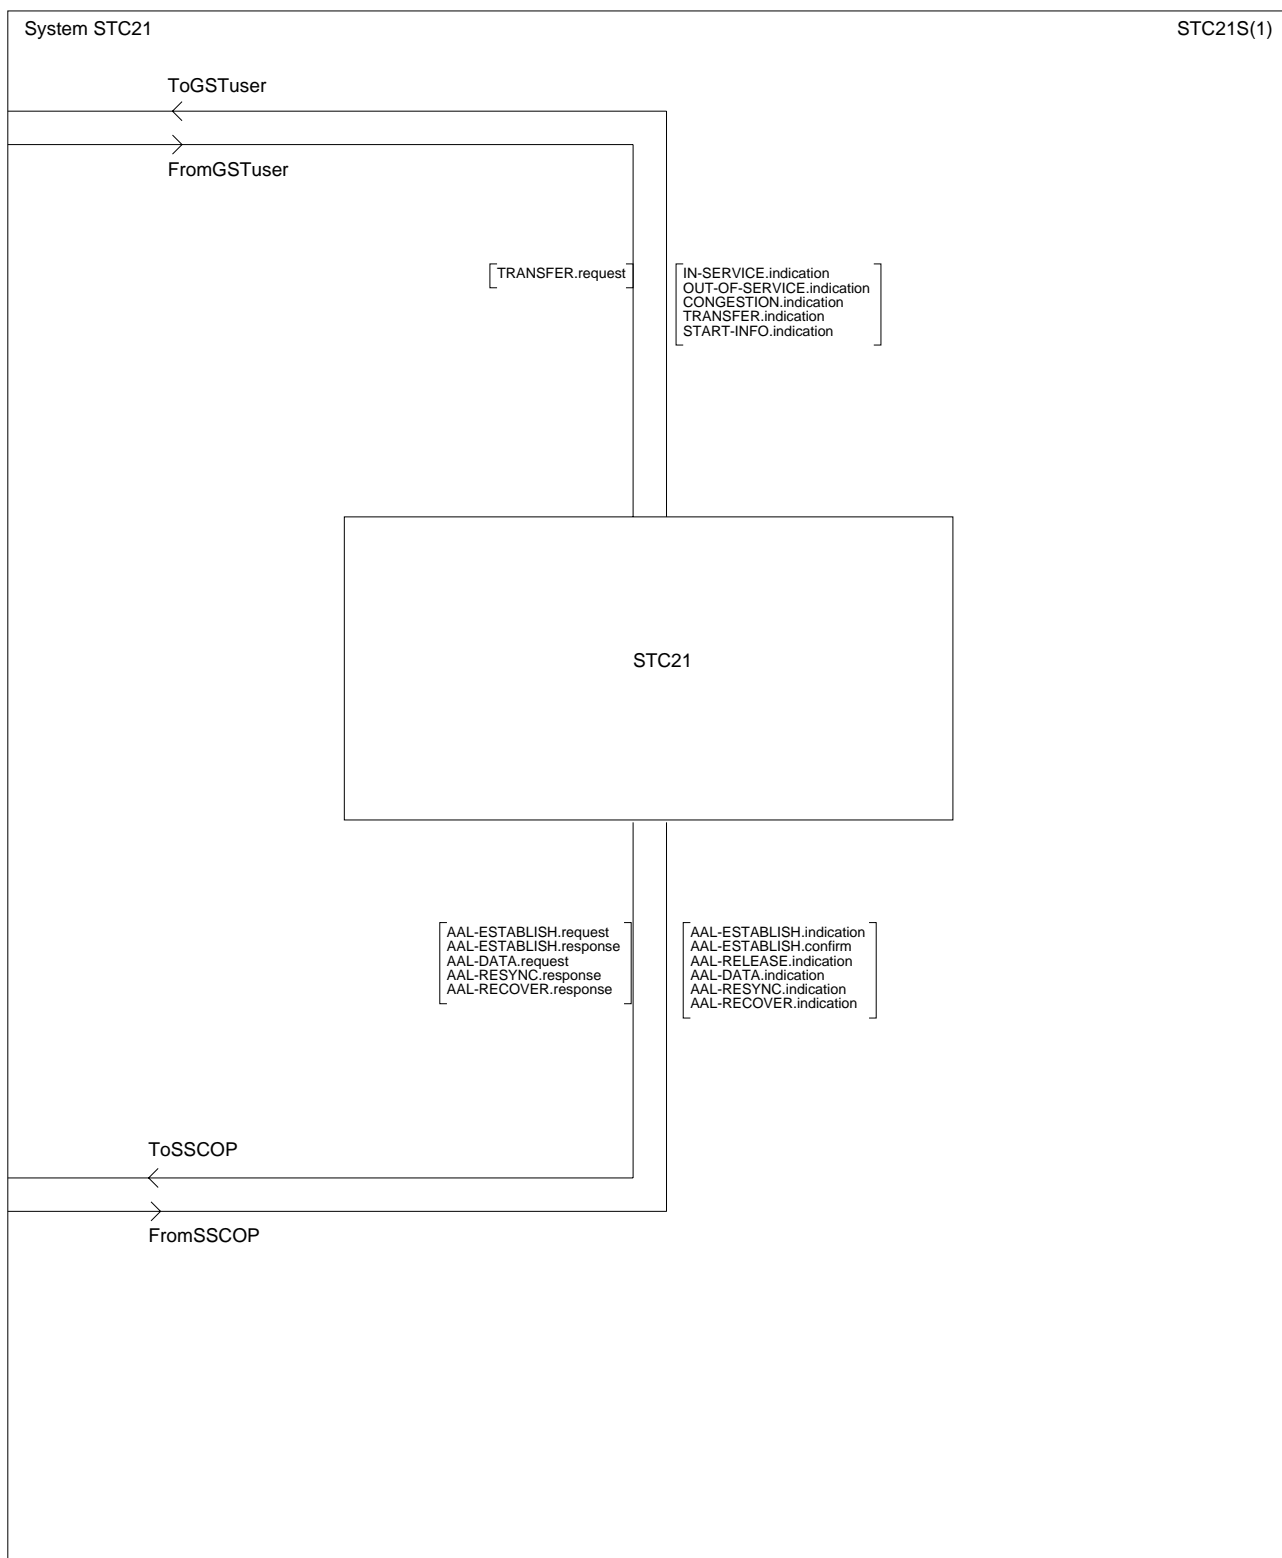 System STC21
STC21S(1)
ToGSTuser
FromGSTuser
TRANSFER.request
IN-SERVICE.indication
OUT-OF-SERVICE.indication
CONGESTION.indication
TRANSFER.indication
START-INFO.indication
STC21
AAL-ESTABLISH.request
AAL-ESTABLISH.response
AAL-DATA.request
AAL-RESYNC.response
AAL-RECOVER.response
AAL-ESTABLISH.indication
AAL-ESTABLISH.confirm
AAL-RELEASE.indication
AAL-DATA.indication
AAL-RESYNC.indication
AAL-RECOVER.indication
ToSSCOP
FromSSCOP